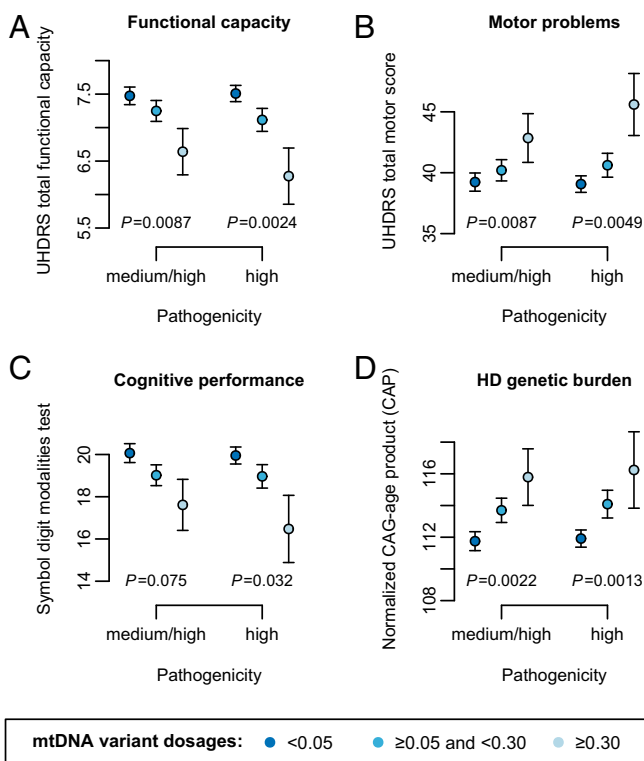 A
Functional capacity
UHDRS total functional capacity
7.5
6.5
5.5
P=0.0087
P=0.0024
medium/high
high
Pathogenicity
B
Motor problems
UHDRS total motor score
45
40
35
P=0.0087
P=0.0049
medium/high
high
Pathogenicity
C
Cognitive performance
Symbol digit modalities test
20
18
16
14
P=0.075
P=0.032
medium/high
high
Pathogenicity
D
HD genetic burden
Normalized CAG-age product (CAP)
116
112
108
P=0.0022
P=0.0013
medium/high
high
Pathogenicity
mtDNA variant dosages: <0.05 ≥0.05 and <0.30 ≥0.30